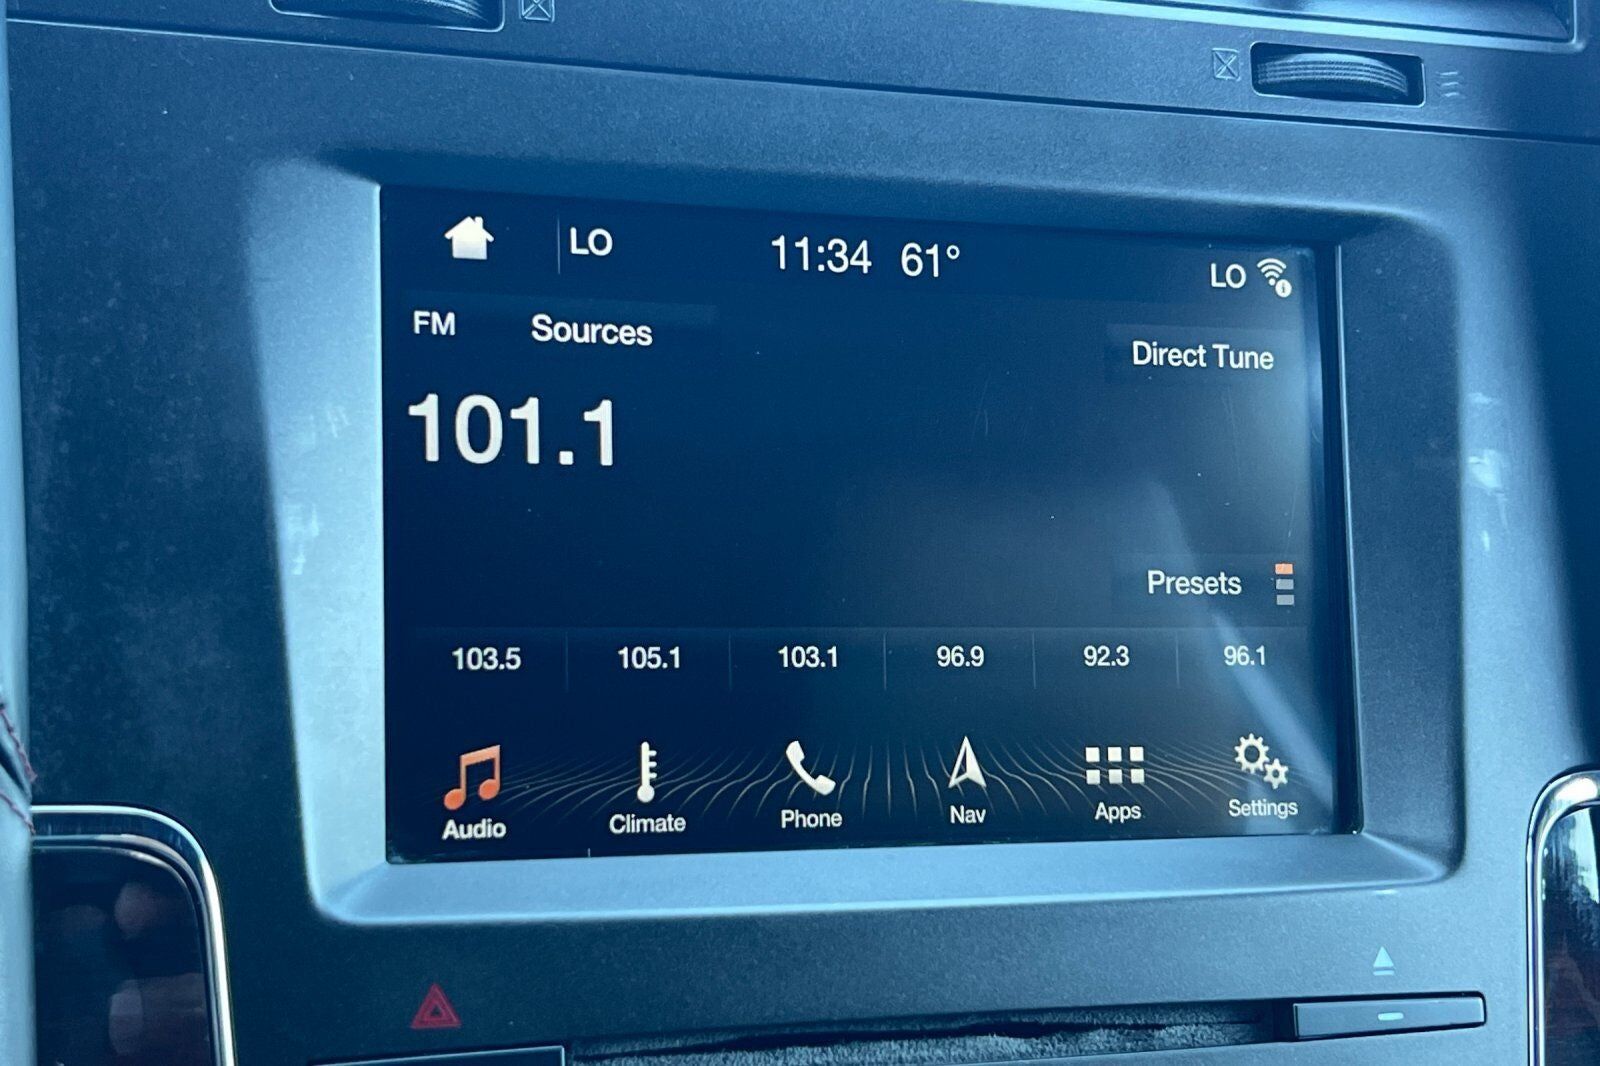 LO 11:34 61° LO
FM Sources Direct Tune
101.1
Presets
103.5 105.1 103.1 96.9 92.3 96.1
Audio Climate Phone Nav Apps Settings